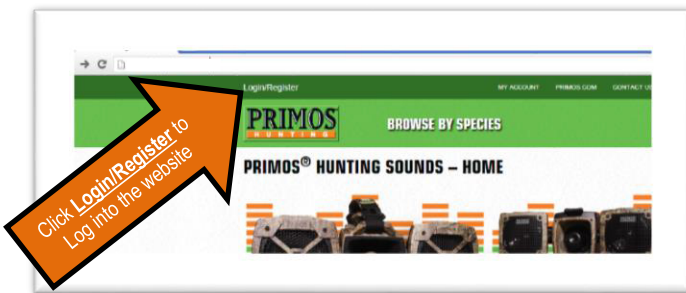 Login/Register
MY ACCOUNT PRIMOS.COM CONTACT US
PRIMOS
HUNTING
BROWSE BY SPECIES
PRIMOS® HUNTING SOUNDS – HOME
Click Login/Register to
Log into the website